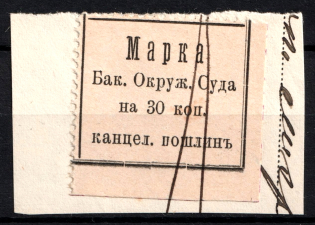 Марка
Бак. Окруж. Суда
на 30 коп.
канцел. пошлинъ